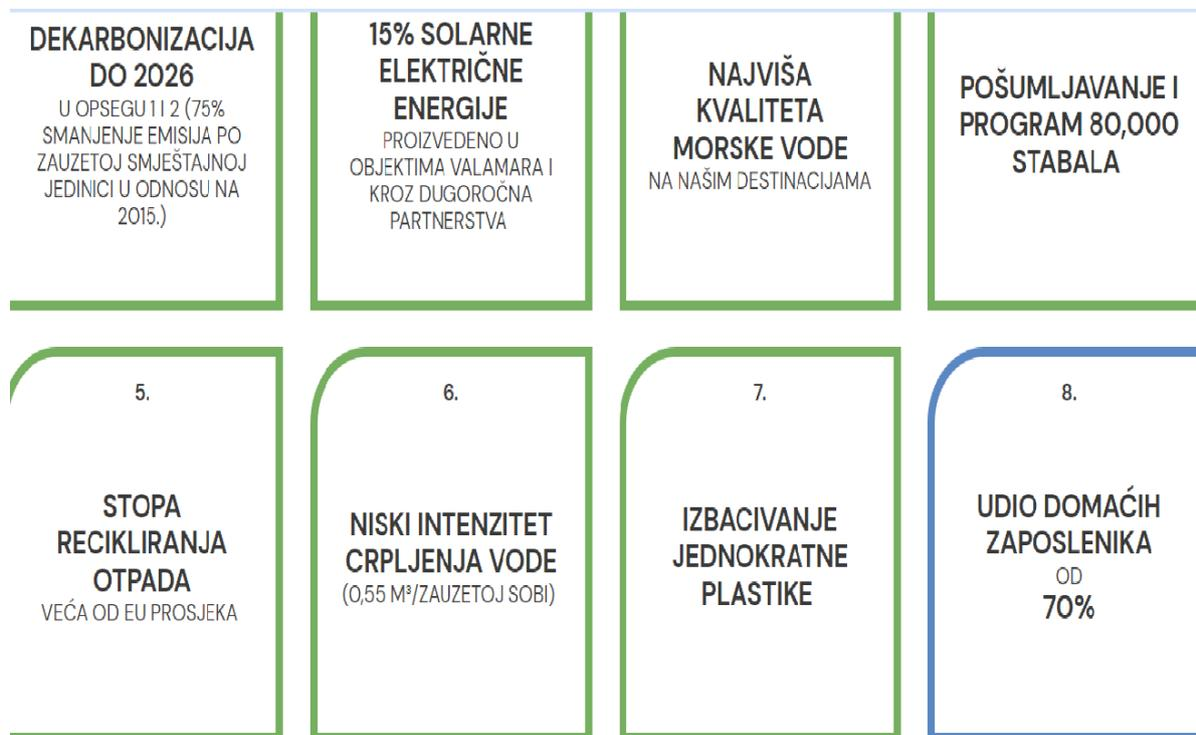 DEKARBONIZACIJA
DO 2026
U OPSEGU 1 I 2 (75%
SMANJENJE EMISIJA PO
ZAUZETOJ SMJEŠTAJNOJ
JEDINICI U ODNOSU NA
2015.)
15% SOLARNE
ELEKTRIČNE
ENERGIJE
PROIZVEDENO U
OBJEKTIMA VALAMARA I
KROZ DUGOROČNA
PARTNERSTVA
NAJVIŠA
KVALITETA
MORSKE VODE
NA NAŠIM DESTINACIJAMA
POŠUMLJAVANJE I
PROGRAM 80,000
STABALA
5.
STOPA
RECIKLIRANJA
OTPADA
VEĆA OD EU PROSJEKA
6.
NISKI INTENZITET
CRPLJENJA VODE
(0,55 M³/ZAUZETOJ SOBI)
7.
IZBACIVANJE
JEDNOKRATNE
PLASTIKE
8.
UDIO DOMAĆIH
ZAPOSLENIKA
OD
70%